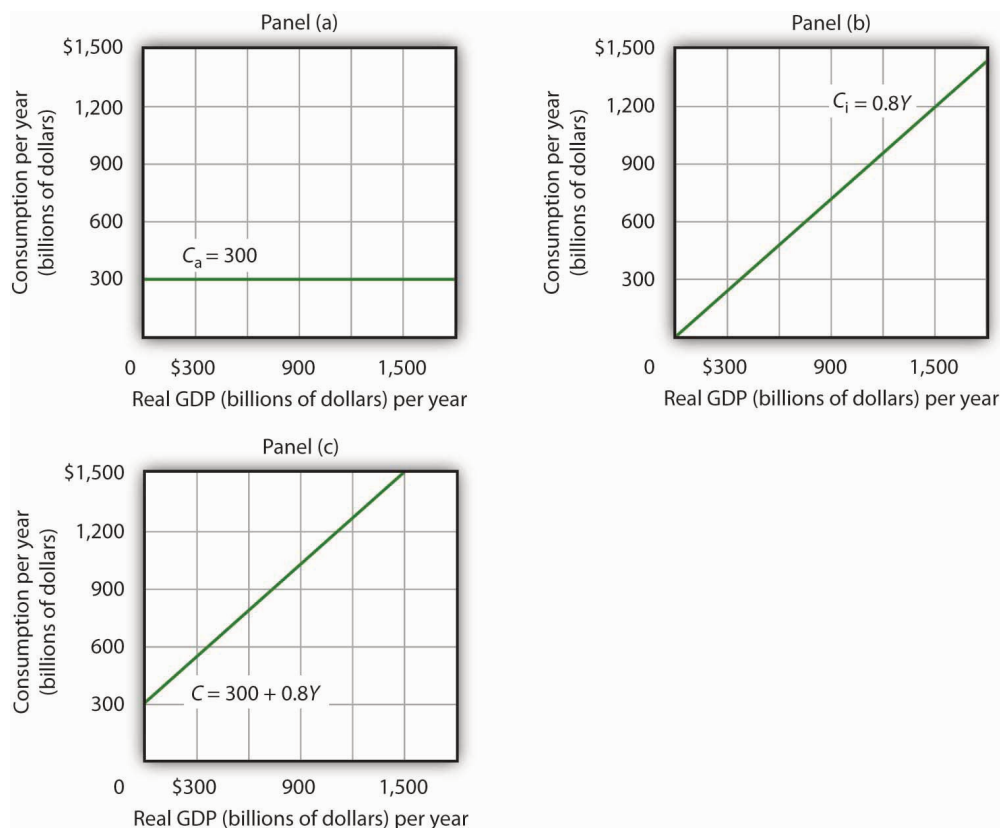 Panel (a)
Consumption per year
(billions of dollars)
$1,500
1,200
900
600
300
Cₐ = 300
0 $300 900 1,500
Real GDP (billions of dollars) per year
Panel (b)
Consumption per year
(billions of dollars)
$1,500
1,200
900
600
300
Cᵢ = 0.8Y
0 $300 900 1,500
Real GDP (billions of dollars) per year
Panel (c)
Consumption per year
(billions of dollars)
$1,500
1,200
900
600
300
C = 300 + 0.8Y
0 $300 900 1,500
Real GDP (billions of dollars) per year